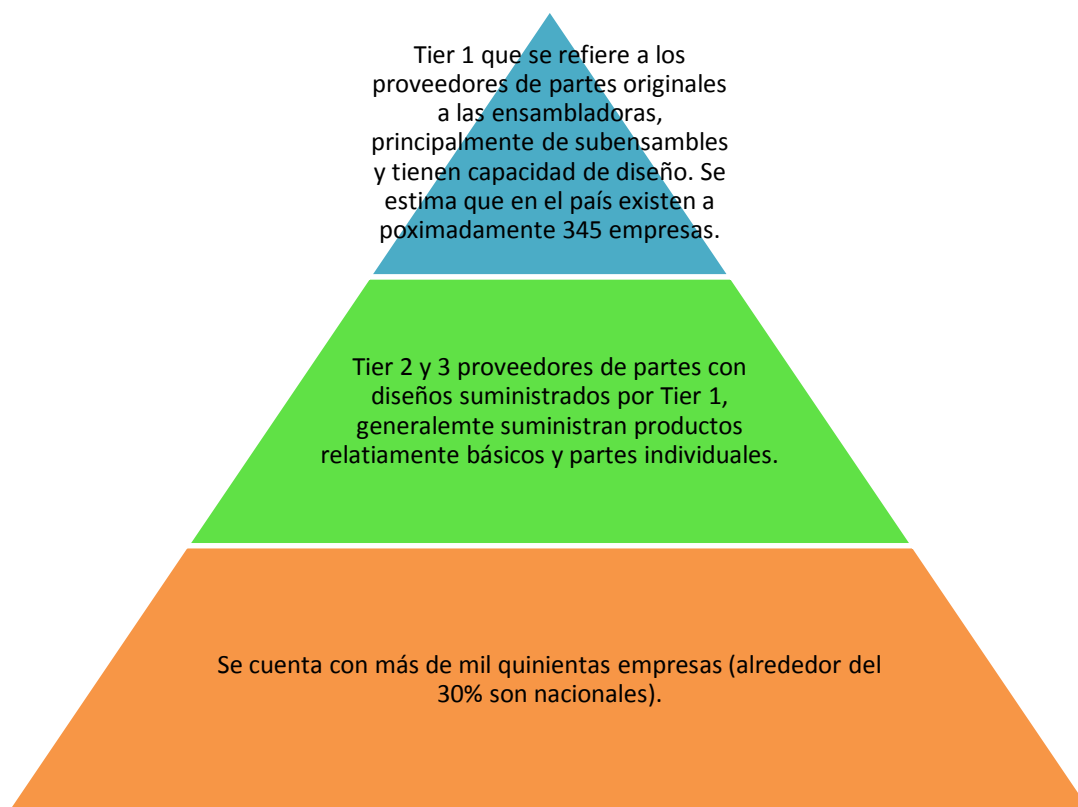 Tier 1 que se refiere a los
proveedores de partes originales
a las ensambladoras,
principalmente de subensambles
y tienen capacidad de diseño. Se
estima que en el país existen a
poximadamente 345 empresas.
Tier 2 y 3 proveedores de partes con
diseños suministrados por Tier 1,
generalemte suministran productos
relatiamente básicos y partes individuales.
Se cuenta con más de mil quinientas empresas (alrededor del
30% son nacionales).